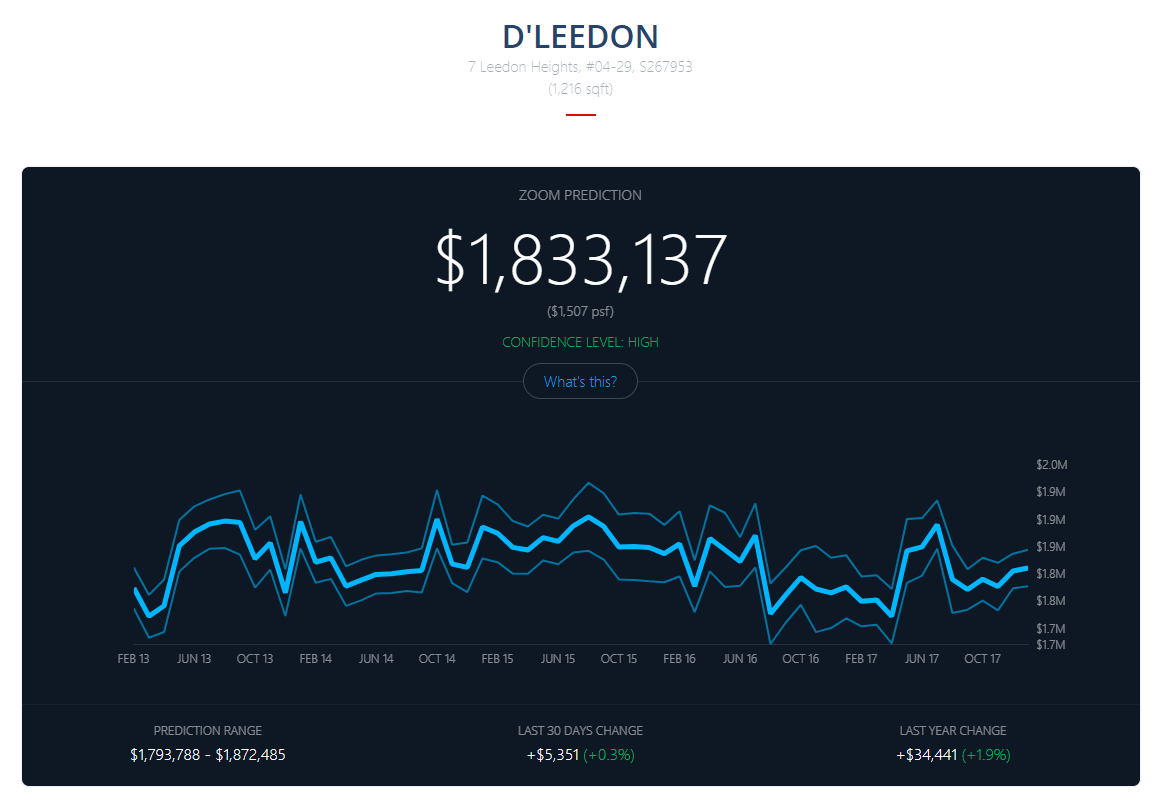 D'LEEDON
7 Leedon Heights, #04-29, S267953
(1,216 sqft)
ZOOM PREDICTION
$1,833,137
($1,507 psf)
CONFIDENCE LEVEL: HIGH
What's this?
$2.0M
$1.9M
$1.9M
$1.9M
$1.8M
$1.8M
$1.7M
$1.7M
FEB 13 JUN 13 OCT 13 FEB 14 JUN 14 OCT 14 FEB 15 JUN 15 OCT 15 FEB 16 JUN 16 OCT 16 FEB 17 JUN 17 OCT 17
PREDICTION RANGE LAST 30 DAYS CHANGE LAST YEAR CHANGE
$1,793,788 - $1,872,485 +$5,351 (+0.3%) +$34,441 (+1.9%)